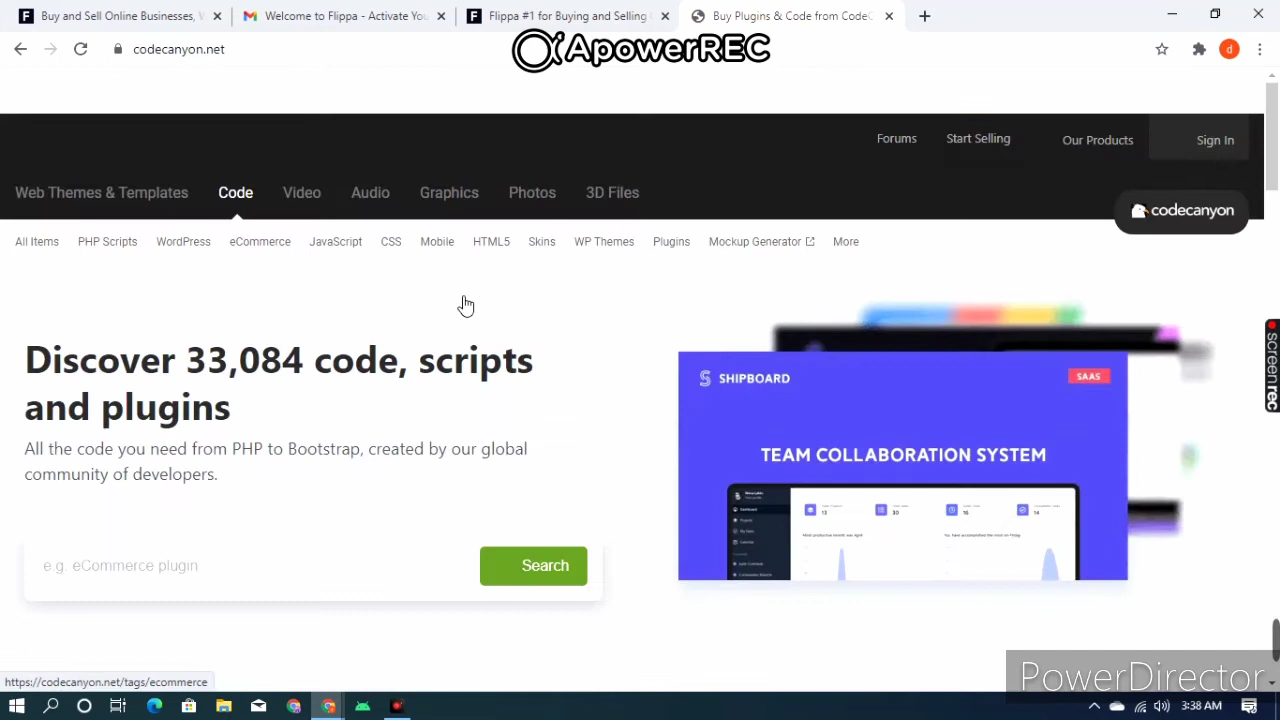 Buy and Sell Online Businesses, W
Welcome to Flippa - Activate You
Flippa #1 for Buying and Selling
Buy Plugins & Code from CodeC
codecanyon.net
ApowerREC
d
Forums
Start Selling
Our Products
Sign In
Web Themes & Templates
Code
Video
Audio
Graphics
Photos
3D Files
codecanyon
All Items
PHP Scripts
WordPress
eCommerce
JavaScript
CSS
Mobile
HTML5
Skins
WP Themes
Plugins
Mockup Generator
More
Discover 33,084 code, scripts
and plugins
All the code you need from PHP to Bootstrap, created by our global
community of developers.
e.g. eCommerce plugin
Search
SHIPBOARD
SAAS
TEAM COLLABORATION SYSTEM
Dashboard
13
30
16
14
screenrec
https://codecanyon.net/tags/ecommerce
PowerDirector
3:38 AM